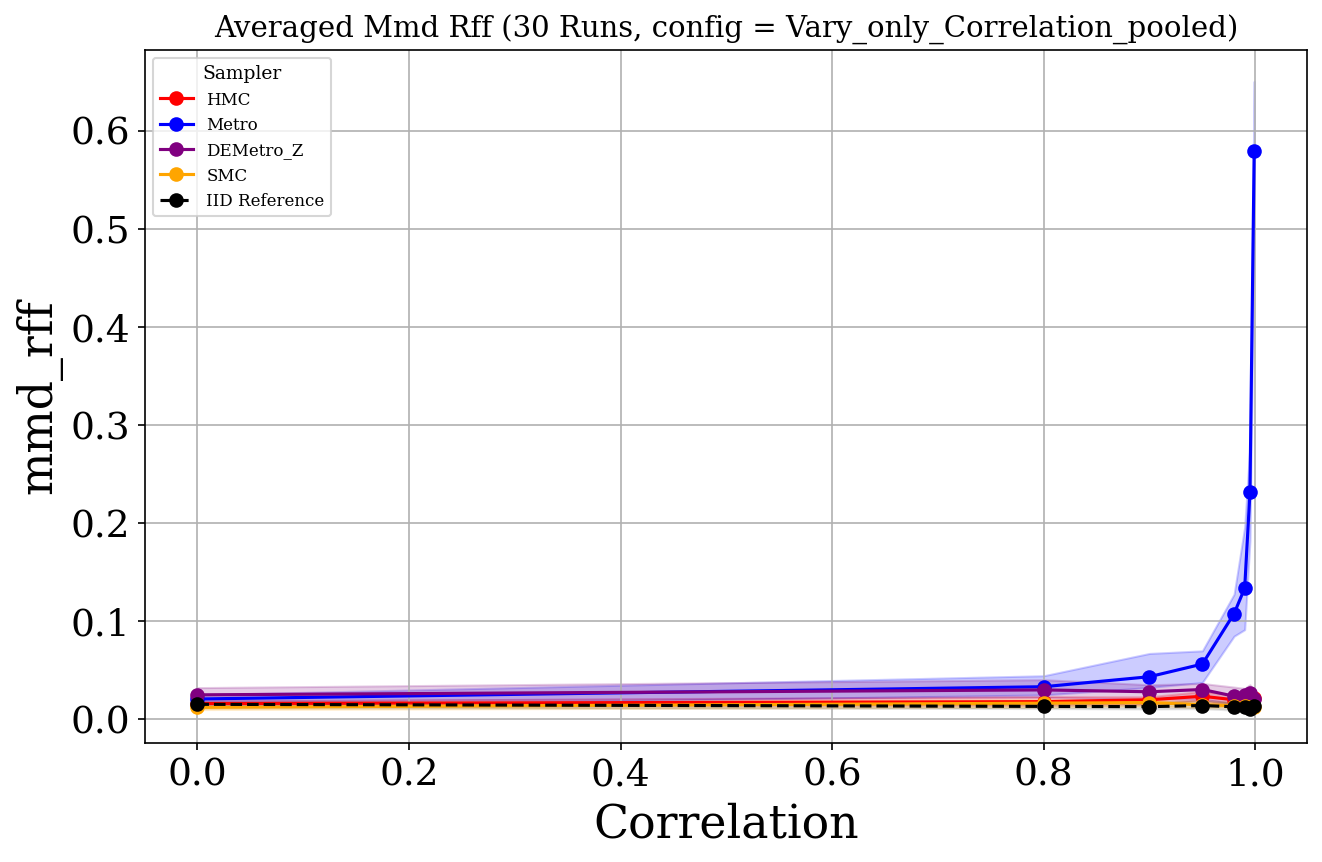 Averaged Mmd Rff (30 Runs, config = Vary_only_Correlation_pooled)
Sampler
HMC
Metro
DEMetro_Z
SMC
IID Reference
mmd_rff
0.6
0.5
0.4
0.3
0.2
0.1
0.0
0.0 0.2 0.4 0.6 0.8 1.0
Correlation